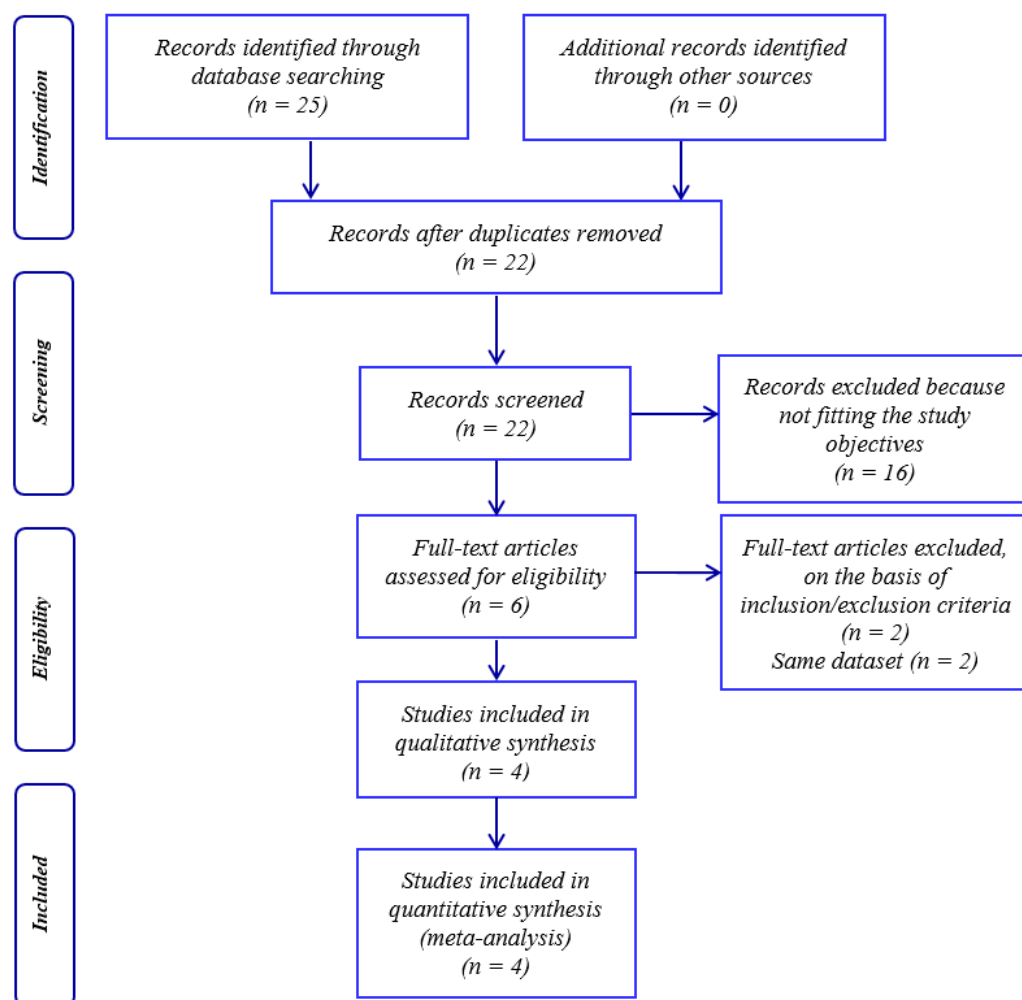 Identification
Records identified through
database searching
(n = 25)
Additional records identified
through other sources
(n = 0)
Records after duplicates removed
(n = 22)
Screening
Records screened
(n = 22)
Records excluded because
not fitting the study
objectives
(n = 16)
Eligibility
Full-text articles
assessed for eligibility
(n = 6)
Full-text articles excluded,
on the basis of
inclusion/exclusion criteria
(n = 2)
Same dataset (n = 2)
Studies included in
qualitative synthesis
(n = 4)
Included
Studies included in
quantitative synthesis
(meta-analysis)
(n = 4)